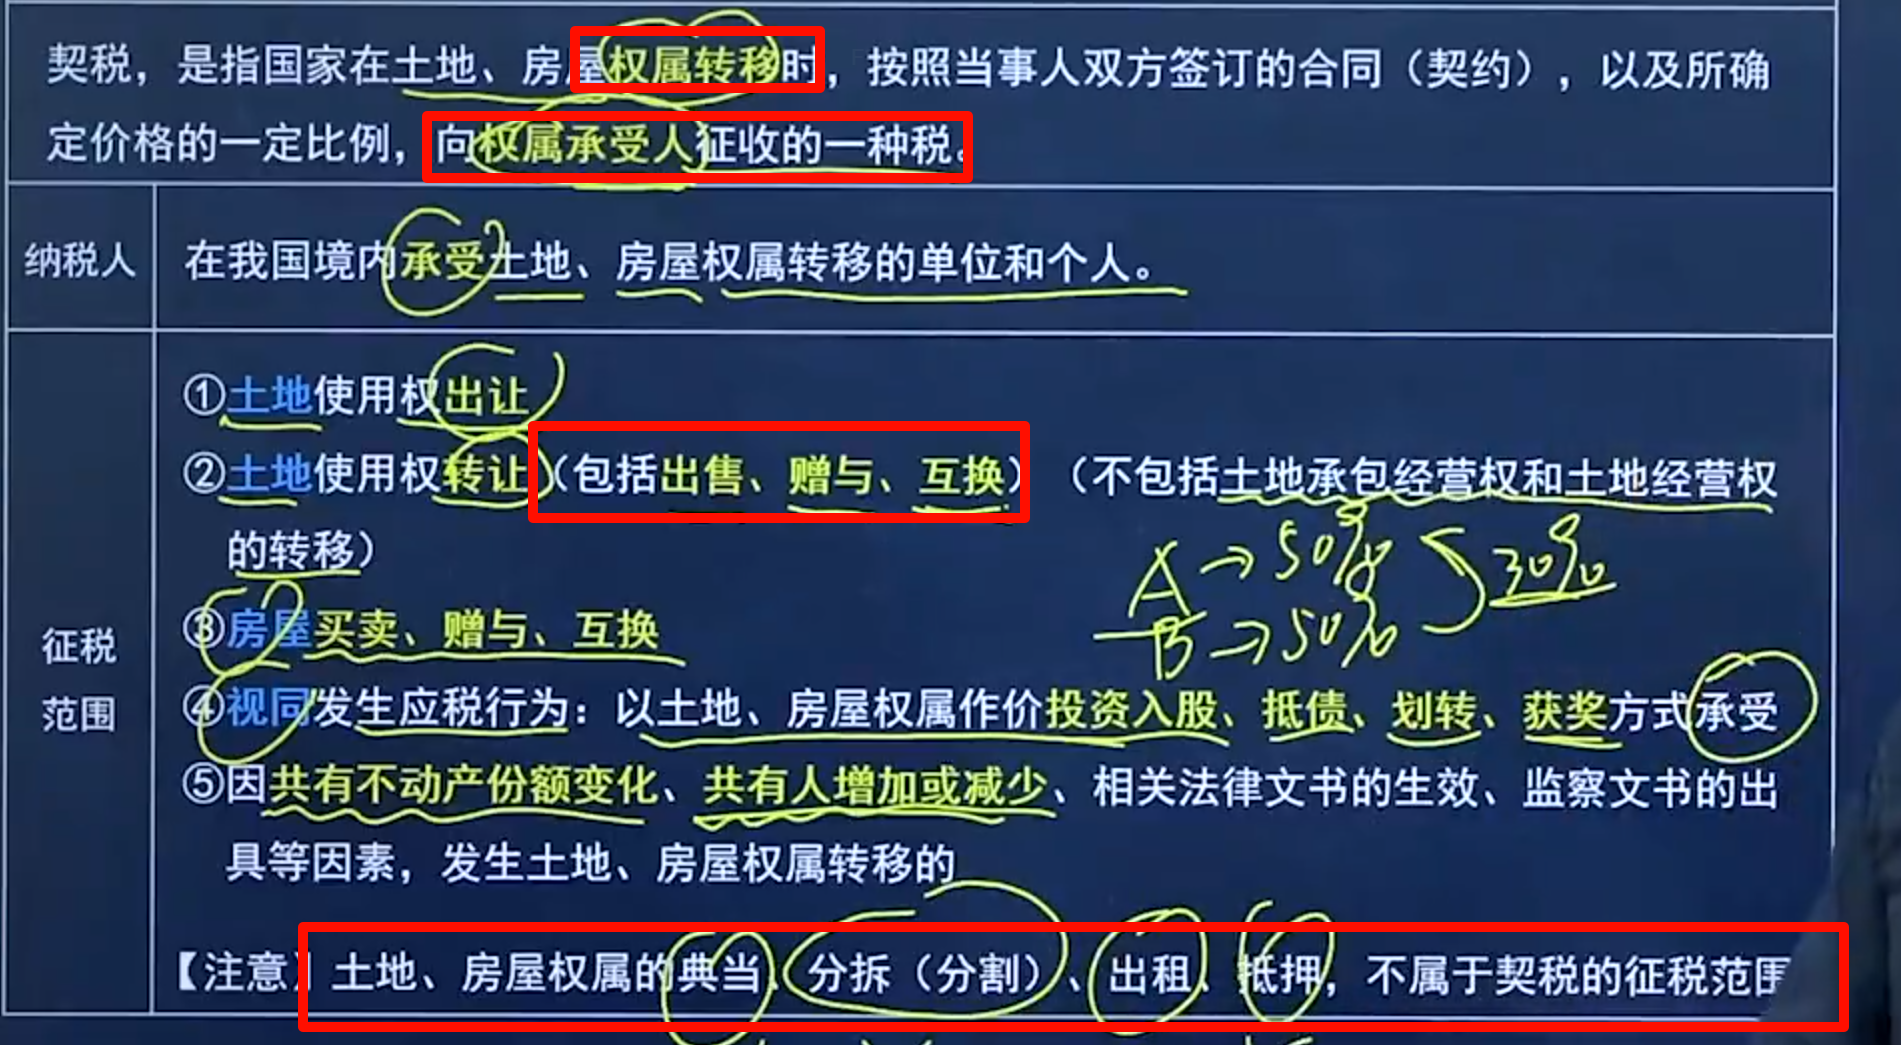 契税，是指国家在土地、房屋权属转移时，按照当事人双方签订的合同（契约），以及所确
定价格的一定比例，向权属承受人征收的一种税。
纳税人
在我国境内承受土地、房屋权属转移的单位和个人。
征税
范围
①土地使用权出让
②土地使用权转让（包括出售、赠与、互换）（不包括土地承包经营权和土地经营权
的转移）
A→50%
B→50%
30%
③房屋买卖、赠与、互换
④视同发生应税行为：以土地、房屋权属作价投资入股、抵债、划转、获奖方式承受
⑤因共有不动产份额变化、共有人增加或减少、相关法律文书的生效、监察文书的出
具等因素，发生土地、房屋权属转移的
【注意】土地、房屋权属的典当、分拆（分割）、出租、抵押，不属于契税的征税范围